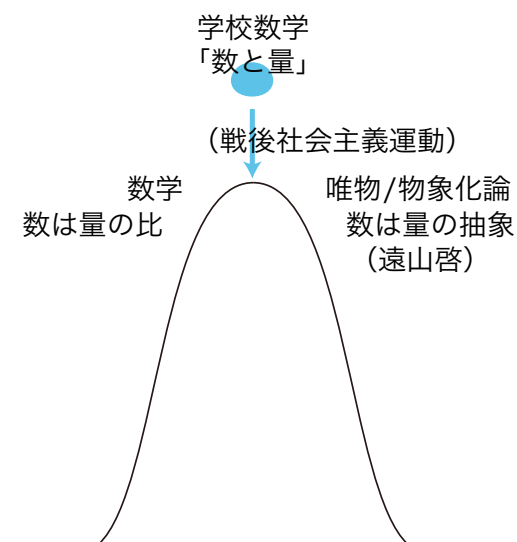 学校数学
「数と量」
（戦後社会主義運動）
数学
数は量の比
唯物/物象化論
数は量の抽象
（遠山啓）